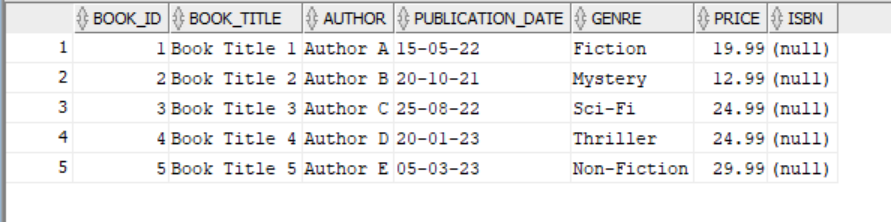 BOOK_ID BOOK_TITLE AUTHOR PUBLICATION_DATE GENRE PRICE ISBN
1 1 Book Title 1 Author A 15-05-22 Fiction 19.99 (null)
2 2 Book Title 2 Author B 20-10-21 Mystery 12.99 (null)
3 3 Book Title 3 Author C 25-08-22 Sci-Fi 24.99 (null)
4 4 Book Title 4 Author D 20-01-23 Thriller 24.99 (null)
5 5 Book Title 5 Author E 05-03-23 Non-Fiction 29.99 (null)